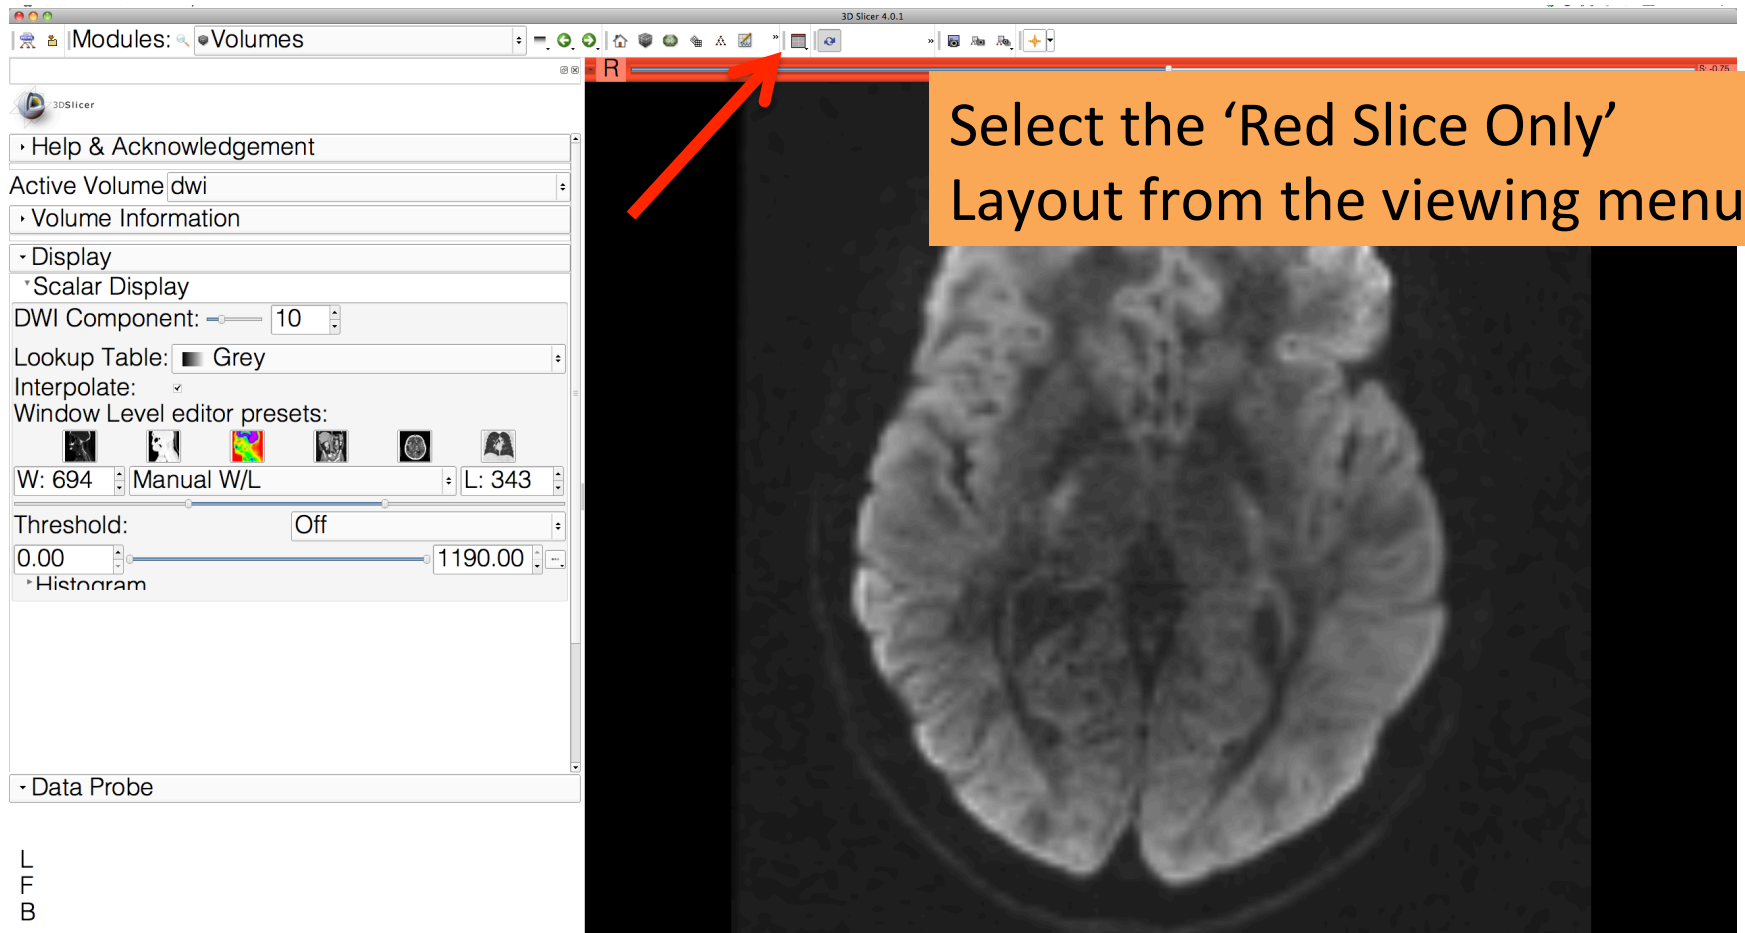 3D Slicer 4.0.1
Modules: Volumes
R
S: -0.75
3DSlicer
Select the ‘Red Slice Only’
Layout from the viewing menu
Help & Acknowledgement
Active Volume dwi
Volume Information
Display
Scalar Display
DWI Component: 10
Lookup Table: Grey
Interpolate:
Window Level editor presets:
W: 694 Manual W/L L: 343
Threshold: Off
0.00 1190.00
Histogram
Data Probe
L
F
B